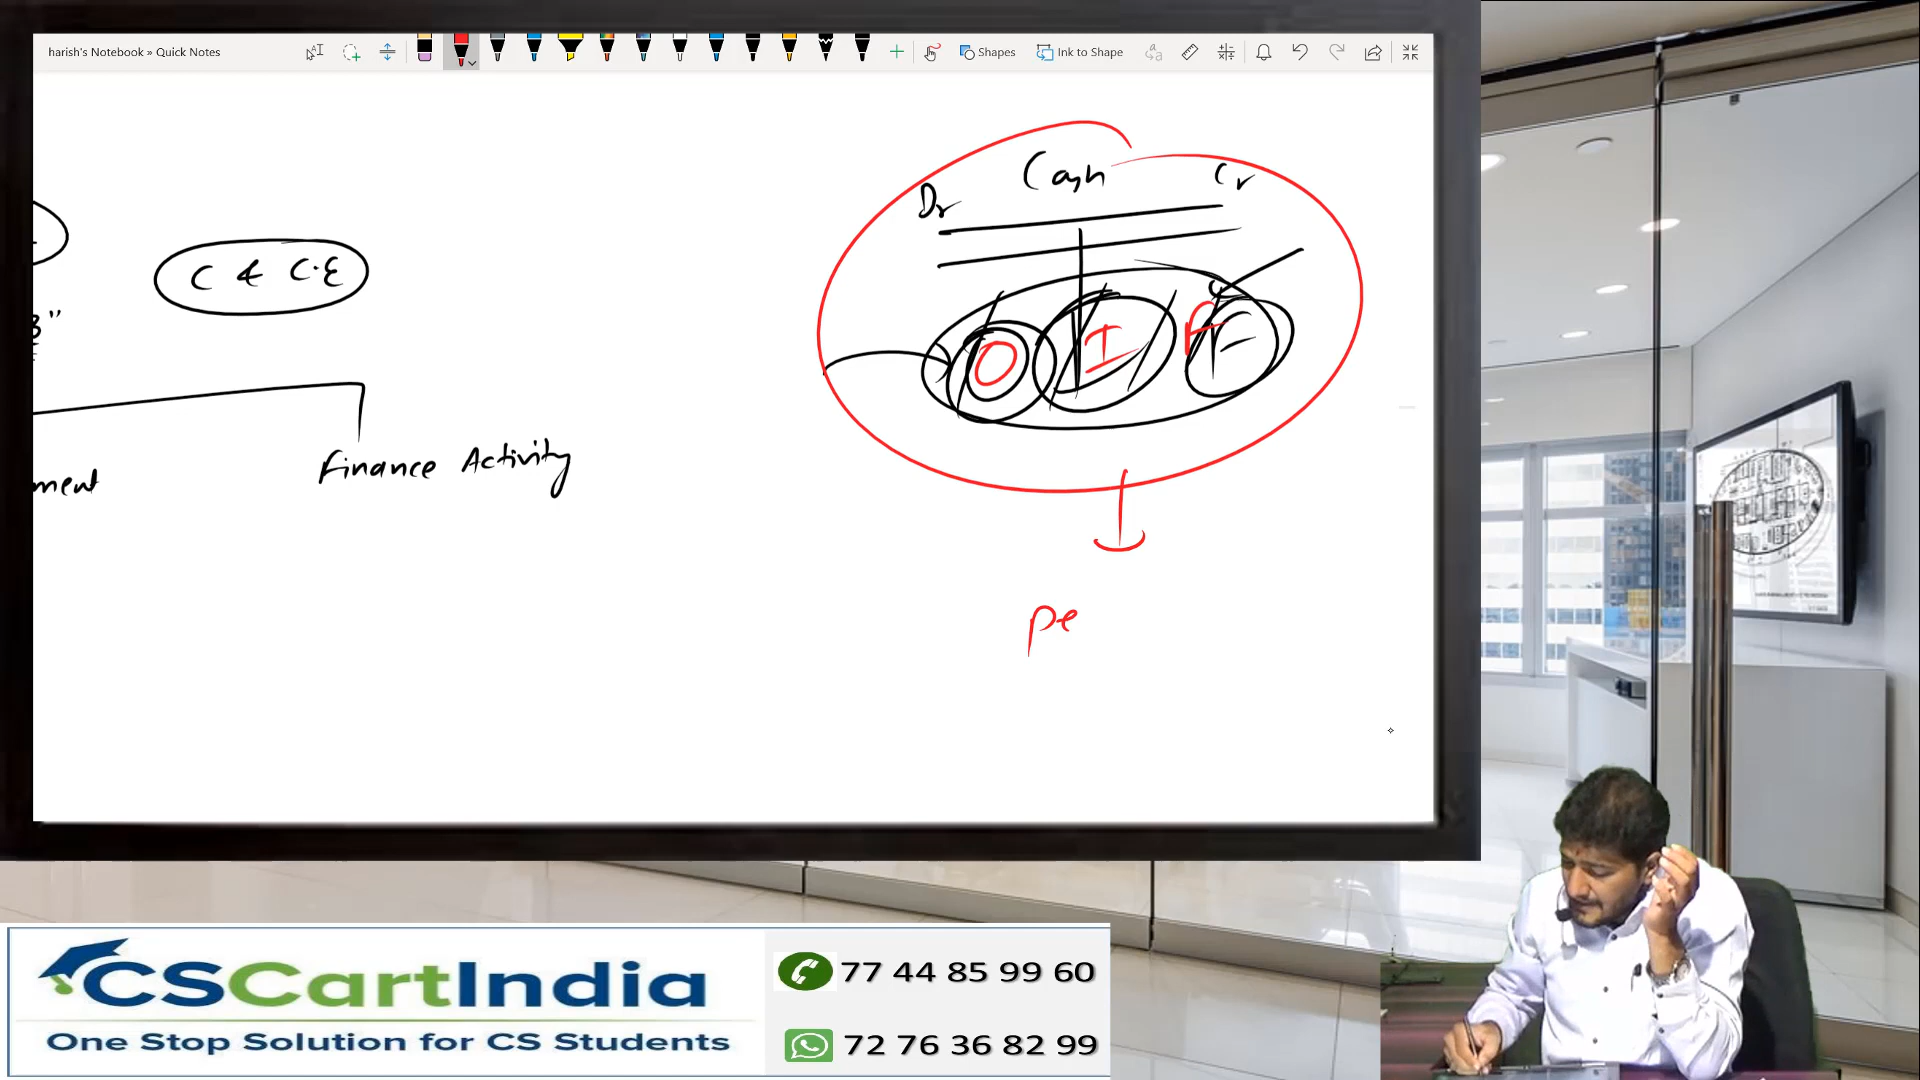 harish's Notebook » Quick Notes
Shapes
Ink to Shape
Cash
Dr
Cr
C & C.E
O I F
F
B"
Finance Activity
ment
pe
CSCartIndia
One Stop Solution for CS Students
77 44 85 99 60
72 76 36 82 99